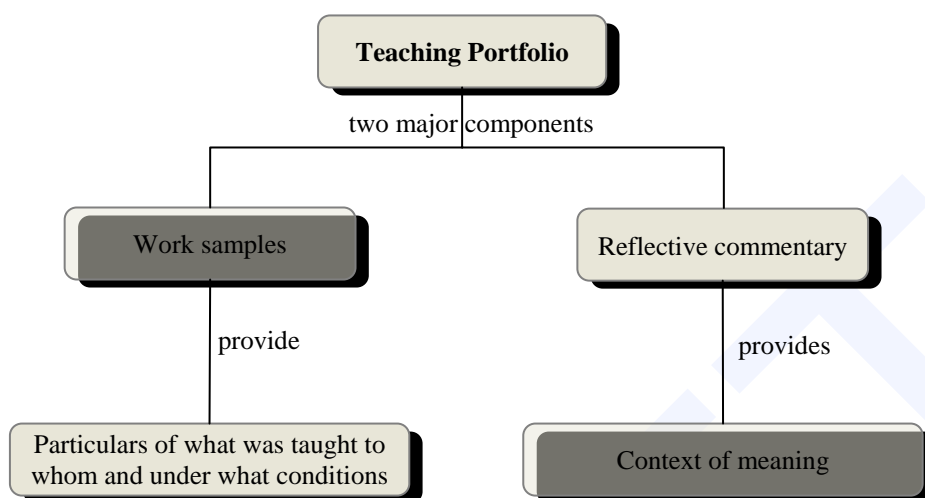 Teaching Portfolio
two major components
Work samples
Reflective commentary
provide
provides
Particulars of what was taught to
whom and under what conditions
Context of meaning